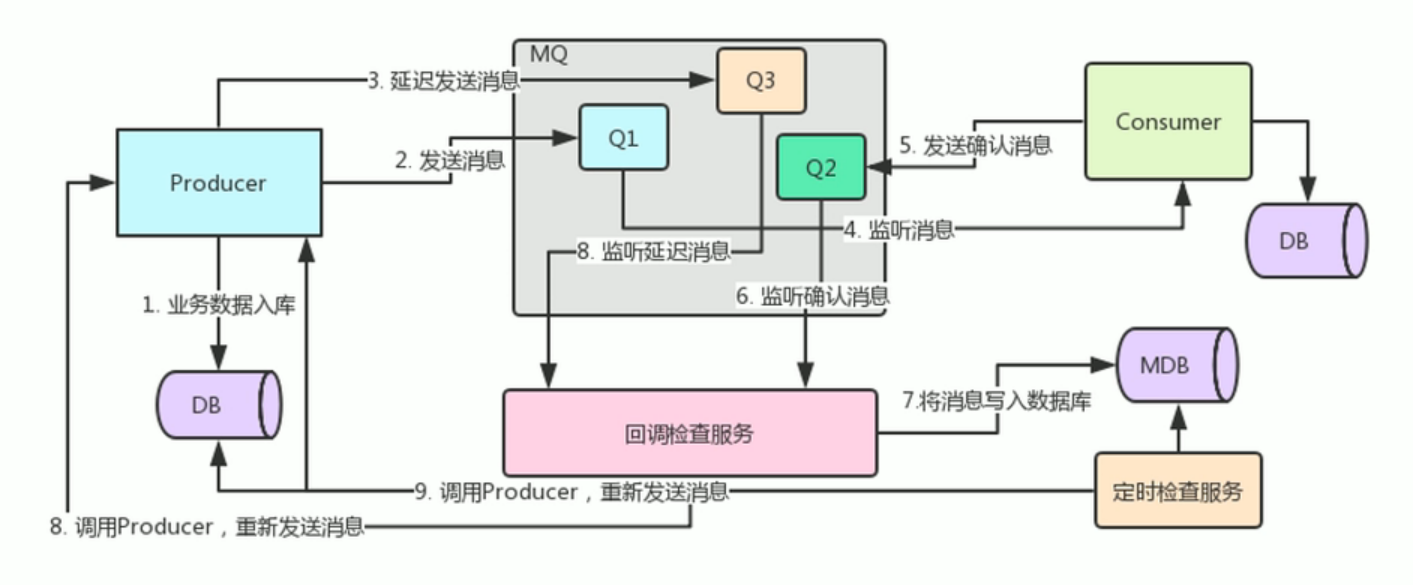 MQ
3. 延迟发送消息
Q3
Q1
2. 发送消息
Q2
5. 发送确认消息
Consumer
Producer
4. 监听消息
DB
8. 监听延迟消息
6. 监听确认消息
1. 业务数据入库
DB
MDB
7.将消息写入数据库
回调检查服务
9. 调用Producer，重新发送消息
定时检查服务
8. 调用Producer，重新发送消息